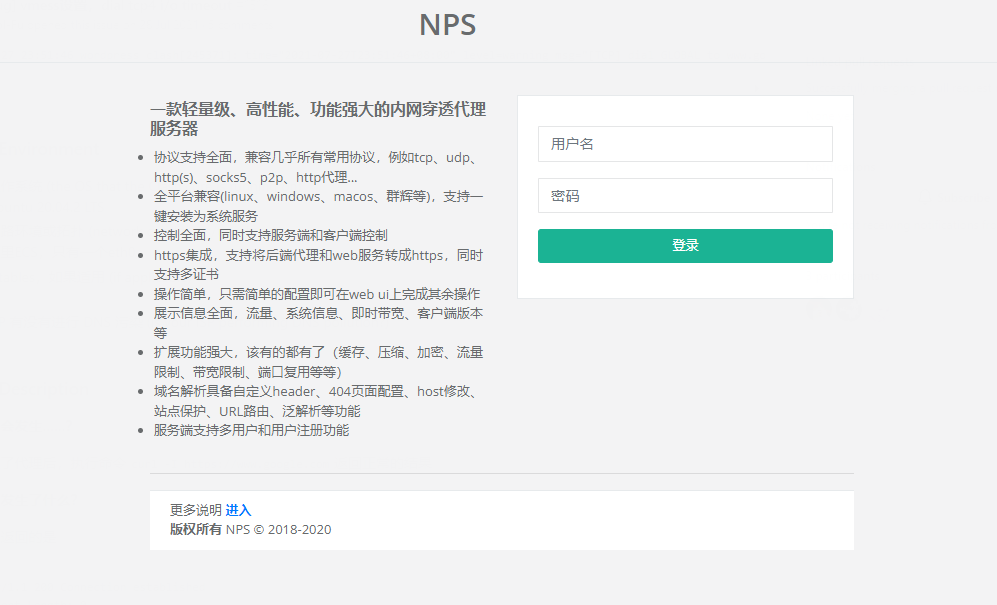 NPS
一款轻量级、高性能、功能强大的内网穿透代理
服务器
协议支持全面，兼容几乎所有常用协议，例如tcp、udp、
http(s)、socks5、p2p、http代理...
全平台兼容(linux、windows、macos、群辉等)，支持一
键安装为系统服务
控制全面，同时支持服务端和客户端控制
https集成，支持将后端代理和web服务转成https，同时
支持多证书
操作简单，只需简单的配置即可在web ui上完成其余操作
展示信息全面，流量、系统信息、即时带宽、客户端版本
等
扩展功能强大，该有的都有了（缓存、压缩、加密、流量
限制、带宽限制、端口复用等等）
域名解析具备自定义header、404页面配置、host修改、
站点保护、URL路由、泛解析等功能
服务端支持多用户和用户注册功能
用户名
密码
登录
更多说明 进入
版权所有 NPS © 2018-2020